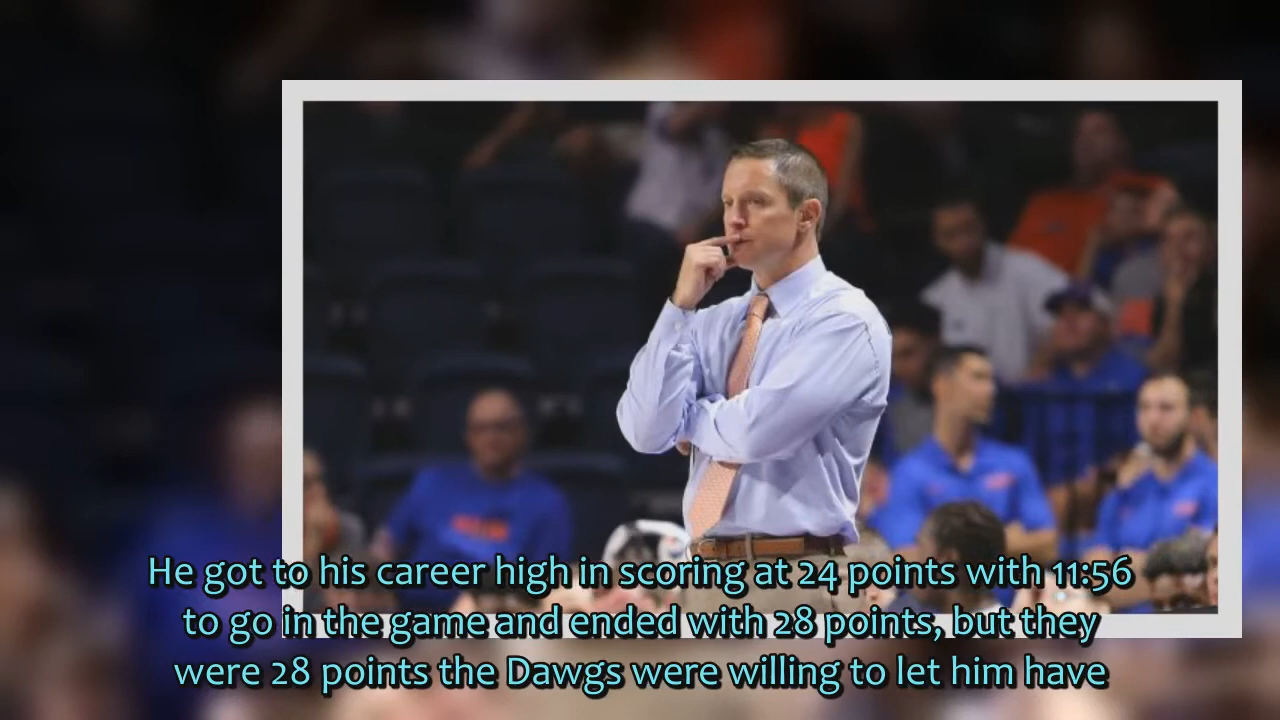 He got to his career high in scoring at 24 points with 11:56
to go in the game and ended with 28 points, but they
were 28 points the Dawgs were willing to let him have